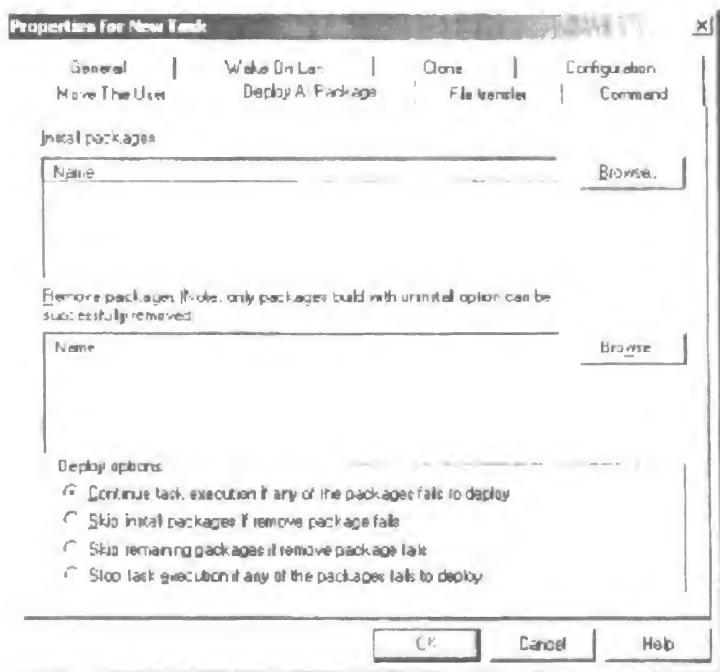 Properties for New Task
General Wake On Lan Clone Configuration
Move The User Deploy AI Package File transfer Command
Install packages
Name Browse..
Remove packages (Note: only packages build with uninstall option can be
successfully removed
Name Browse
Deploy options
Continue task execution if any of the packages fails to deploy
Skip install packages if remove package fails
Skip remaining packages if remove package fails
Stop task execution if any of the packages fails to deploy
OK Cancel Help